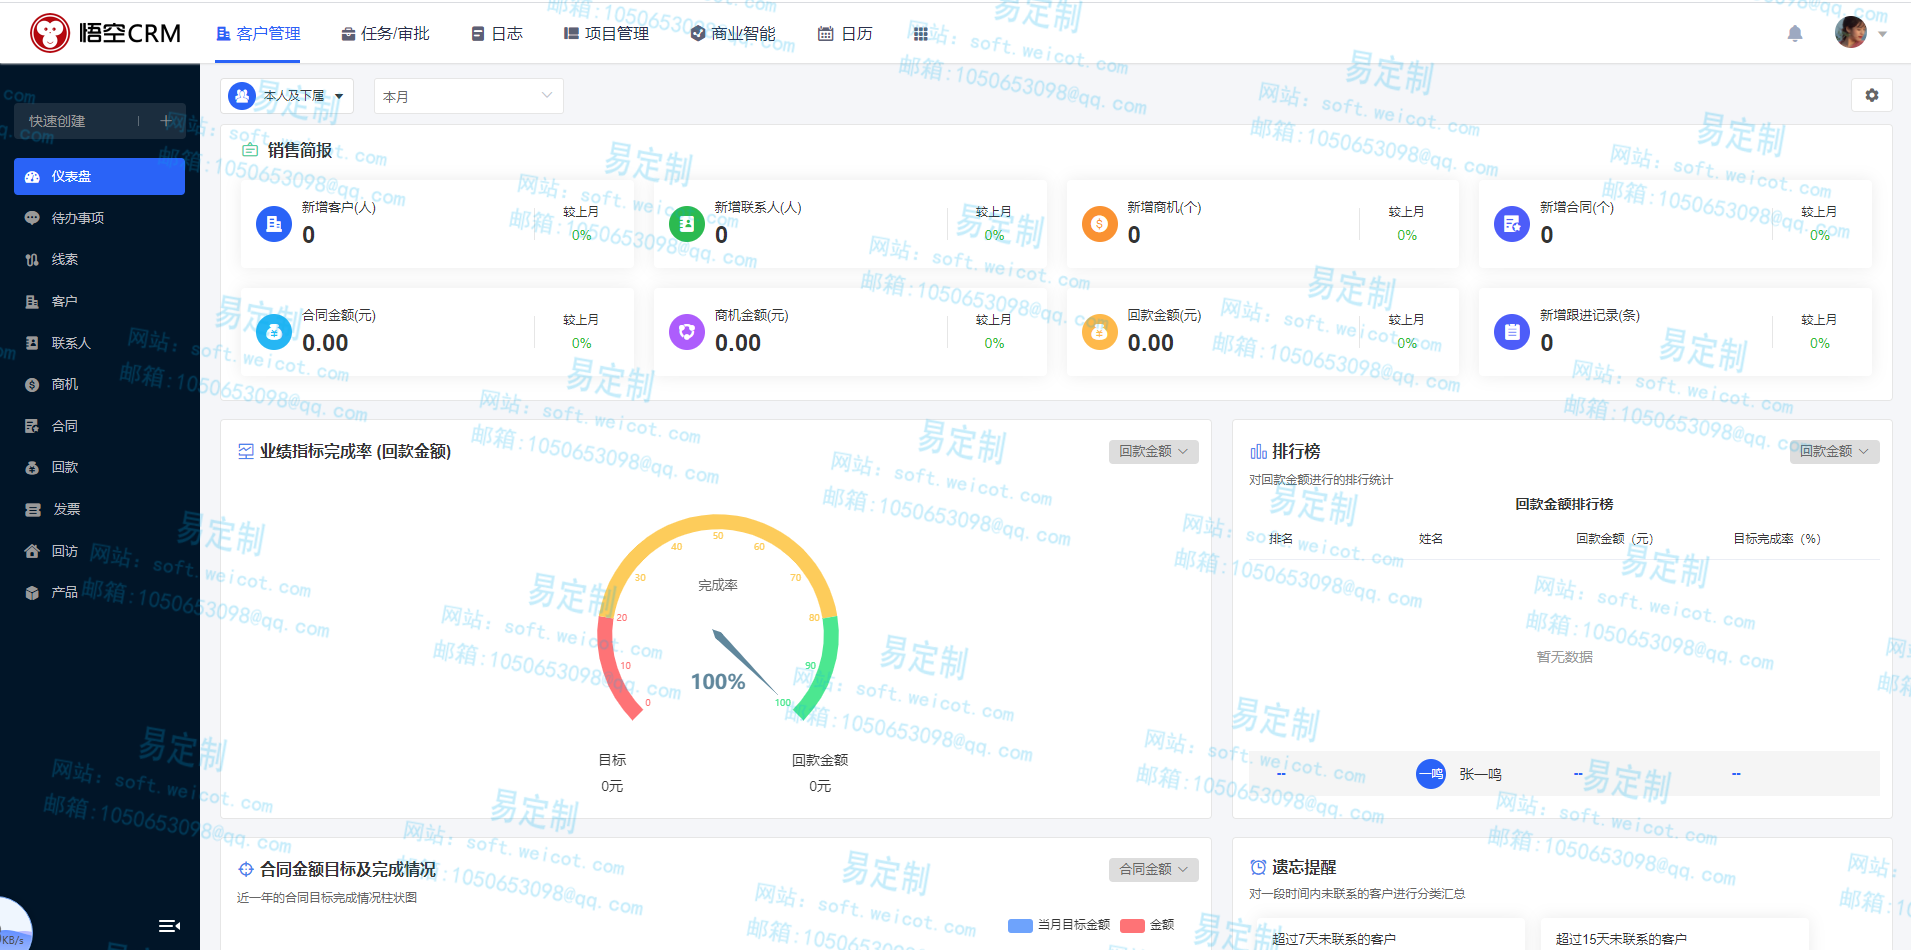 悟空CRM
客户管理
任务/审批
日志
项目管理
商业智能
日历
快速创建
仪表盘
待办事项
线索
客户
联系人
商机
合同
回款
发票
回访
产品
KB/s
本人及下属
本月
销售简报
新增客户(人)
0
较上月
0%
新增联系人(人)
0
较上月
0%
新增商机(个)
0
较上月
0%
新增合同(个)
0
较上月
0%
合同金额(元)
0.00
较上月
0%
商机金额(元)
0.00
较上月
0%
回款金额(元)
0.00
较上月
0%
新增跟进记录(条)
0
较上月
0%
业绩指标完成率 (回款金额)
回款金额
0
10
20
30
40
50
60
70
80
90
100
完成率
100%
目标
0元
回款金额
0元
排行榜
回款金额
对回款金额进行的排行统计
回款金额排行榜
排名 姓名 回款金额（元） 目标完成率（%）
暂无数据
-- 一鸣 张一鸣 -- --
合同金额目标及完成情况
合同金额
近一年的合同目标完成情况柱状图
当月目标金额 金额
遗忘提醒
对一段时间内未联系的客户进行分类汇总
超过7天未联系的客户
超过15天未联系的客户
易定制
网站：soft.weicot.com
邮箱:1050653098@qq.com